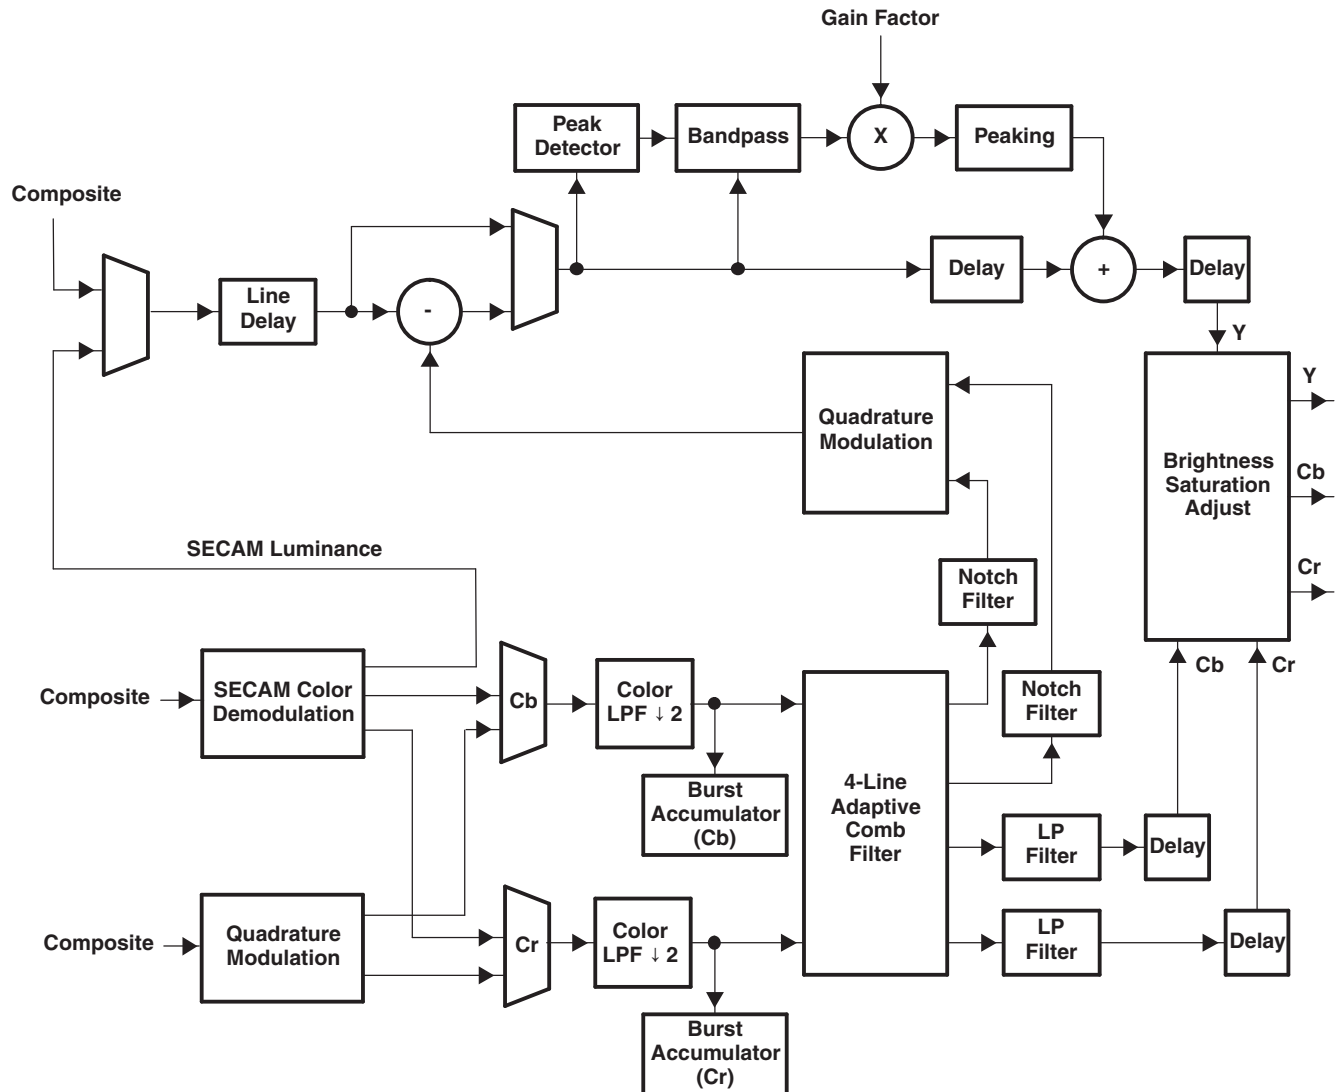 Gain Factor
Peak
Detector
Bandpass
X
Peaking
Composite
Line
Delay
-
Delay
+
Delay
Y
Quadrature
Modulation
Brightness
Saturation
Adjust
Y
Cb
Cr
SECAM Luminance
Notch
Filter
Composite
SECAM Color
Demodulation
Cb
Color
LPF ↓ 2
Notch
Filter
Cb
Cr
Burst
Accumulator
(Cb)
4-Line
Adaptive
Comb
Filter
LP
Filter
Delay
Composite
Quadrature
Modulation
Cr
Color
LPF ↓ 2
LP
Filter
Delay
Burst
Accumulator
(Cr)